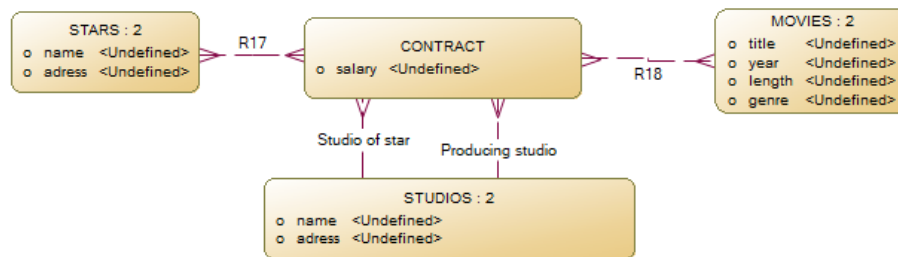 STARS : 2
o name <Undefined>
o adress <Undefined>
R17
CONTRACT
o salary <Undefined>
R18
MOVIES : 2
o title <Undefined>
o year <Undefined>
o length <Undefined>
o genre <Undefined>
Studio of star
Producing studio
STUDIOS : 2
o name <Undefined>
o adress <Undefined>